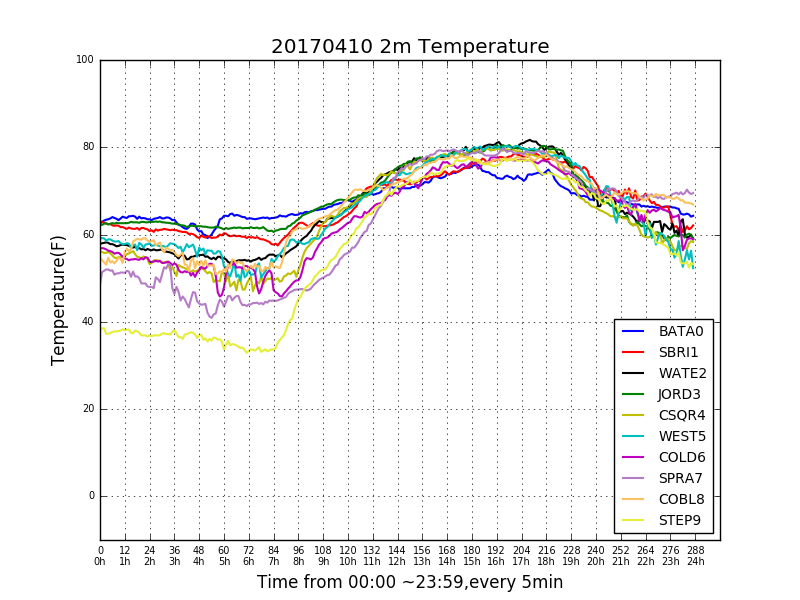 20170410 2m Temperature
100
80
60
40
20
0
Temperature(F)
BATA0
SBRI1
WATE2
JORD3
CSQR4
WEST5
COLD6
SPRA7
COBL8
STEP9
0 12 24 36 48 60 72 84 96 108 120 132 144 156 168 180 192 204 216 228 240 252 264 276 288
0h 1h 2h 3h 4h 5h 6h 7h 8h 9h 10h 11h 12h 13h 14h 15h 16h 17h 18h 19h 20h 21h 22h 23h 24h
Time from 00:00 ~23:59,every 5min